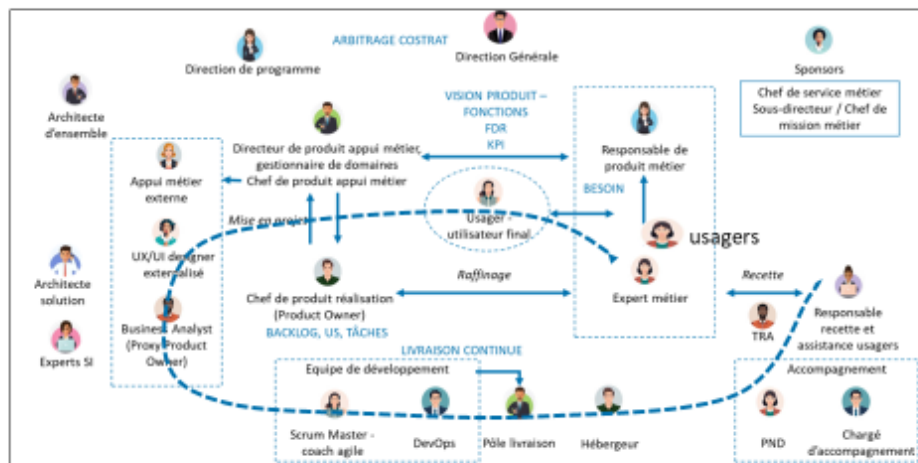 ARBITRAGE COSTRAT
Direction Générale
Direction de programme
Sponsors
Chef de service métier
Sous-directeur / Chef de
mission métier
Architecte
d'ensemble
VISION PRODUIT –
FONCTIONS
FDR
KPI
Directeur de produit appui métier,
gestionnaire de domaines
Chef de produit appui métier
Responsable de
produit métier
Appui métier
externe
BESOIN
Mise en projet
Usager -
utilisateur final
usagers
UX/UI designer
externalisé
Architecte
solution
Raffinage
Expert métier
Recette
Chef de produit réalisation
(Product Owner)
BACKLOG, US, TÂCHES
Business Analyst
(Proxy Product
Owner)
Experts SI
TRA
Responsable
recette et
assistance usagers
LIVRAISON CONTINUE
Equipe de développement
Accompagnement
Scrum Master -
coach agile
DevOps
Pôle livraison
Hébergeur
PND
Chargé
d'accompagnement